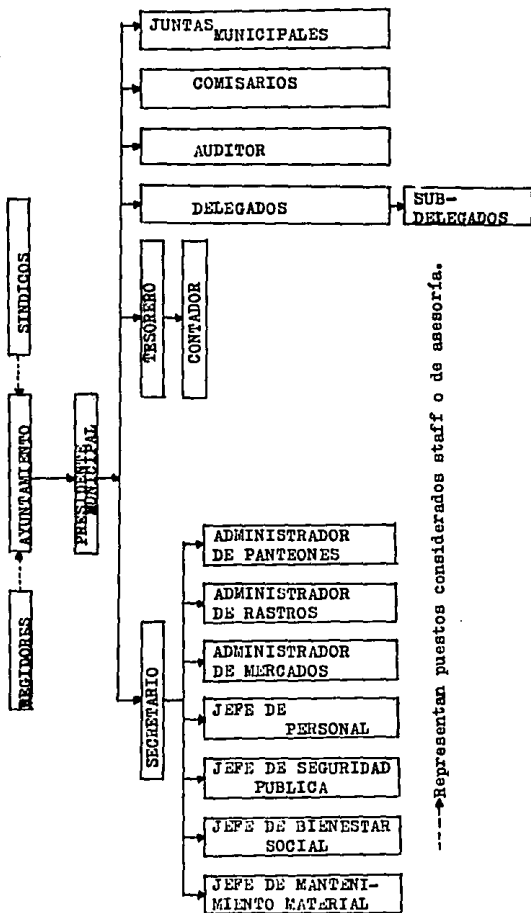 JUNTAS MUNICIPALES
COMISARIOS
AUDITOR
DELEGADOS
SUB-
DELEGADOS
SINDICOS
AYUNTAMIENTO
REGIDORES
PRESIDENTE
MUNICIPAL
TESORERO
CONTADOR
SECRETARIO
ADMINISTRADOR
DE PANTEONES
ADMINISTRADOR
DE RASTROS
ADMINISTRADOR
DE MERCADOS
JEFE DE
PERSONAL
JEFE DE SEGURIDAD
PUBLICA
JEFE DE BIENESTAR
SOCIAL
JEFE DE MANTENI-
MIENTO MATERIAL
Representan puestos considerados staff o de asesoría.